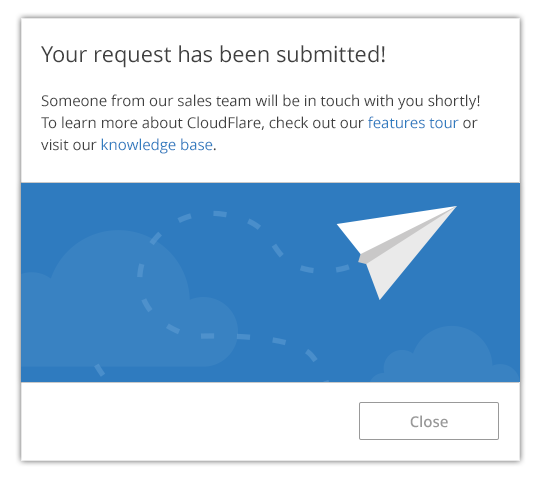 Your request has been submitted!
Someone from our sales team will be in touch with you shortly!
To learn more about CloudFlare, check out our features tour or
visit our knowledge base.
Close